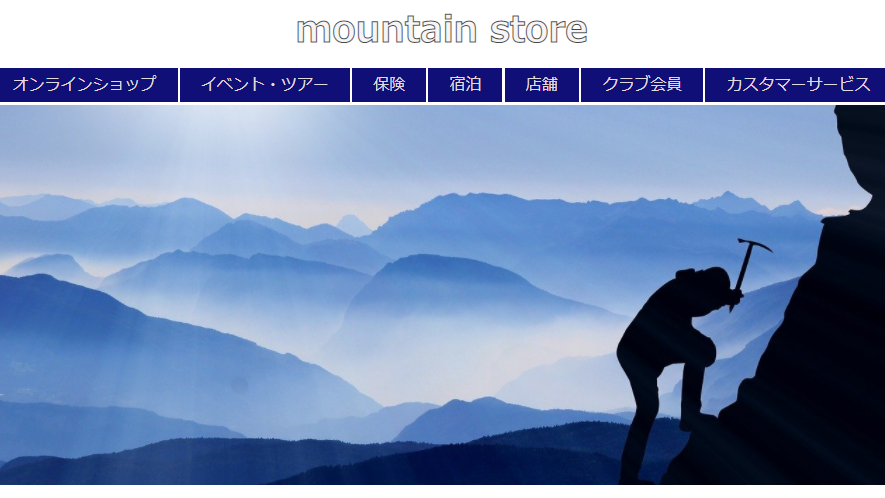 mountain store
オンラインショップ イベント・ツアー 保険 宿泊 店舗 クラブ会員 カスタマーサービス